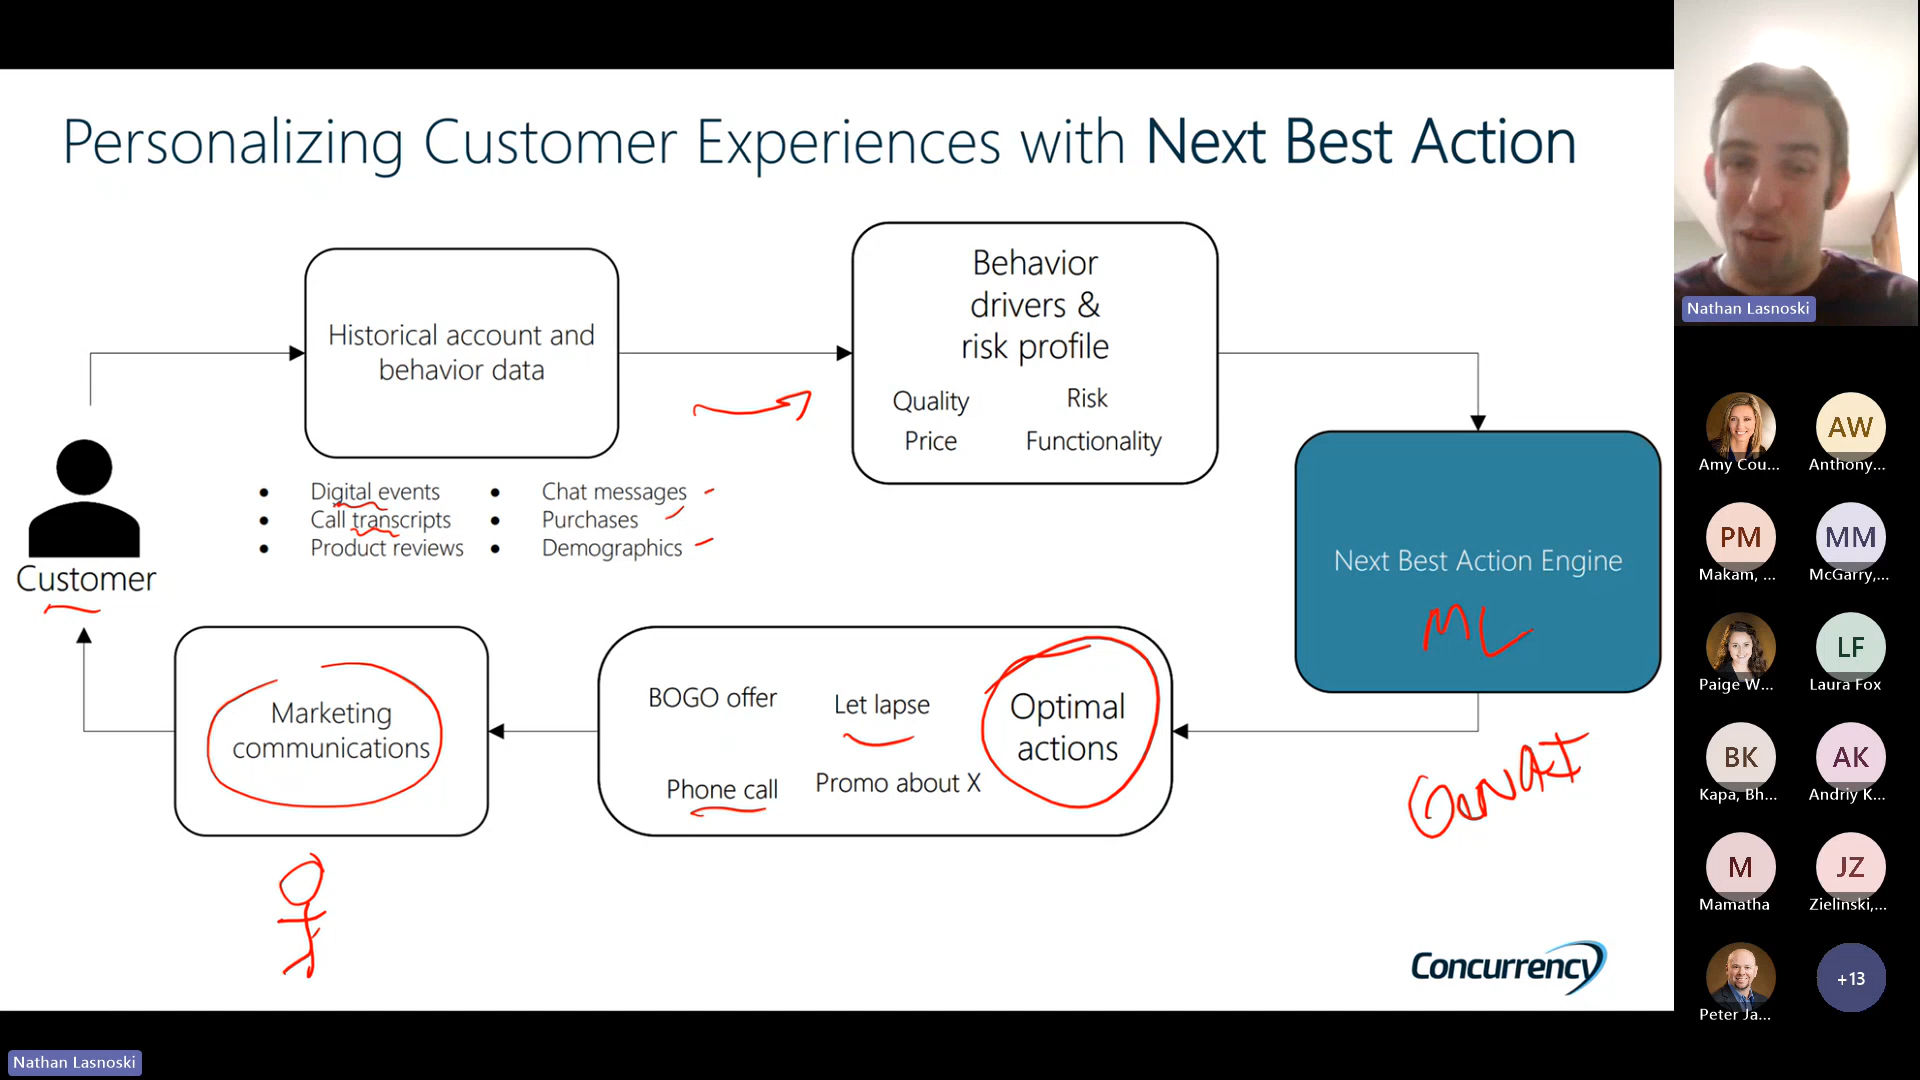 Personalizing Customer Experiences with Next Best Action
Historical account and
behavior data
Behavior
drivers &
risk profile
Quality
Risk
Price
Functionality
• Digital events
• Call transcripts
• Product reviews
• Chat messages
• Purchases
• Demographics
Customer
Next Best Action Engine
ML
GenAI
Marketing
communications
BOGO offer
Let lapse
Optimal
actions
Phone call
Promo about X
Concurrency
Nathan Lasnoski
Nathan Lasnoski
Amy Cou...
AW
Anthony,...
PM
Makam, ...
MM
McGarry,...
Paige W...
LF
Laura Fox
BK
Kapa, Bh...
AK
Andriy K...
M
Mamatha
JZ
Zielinski,...
Peter Ja...
+13